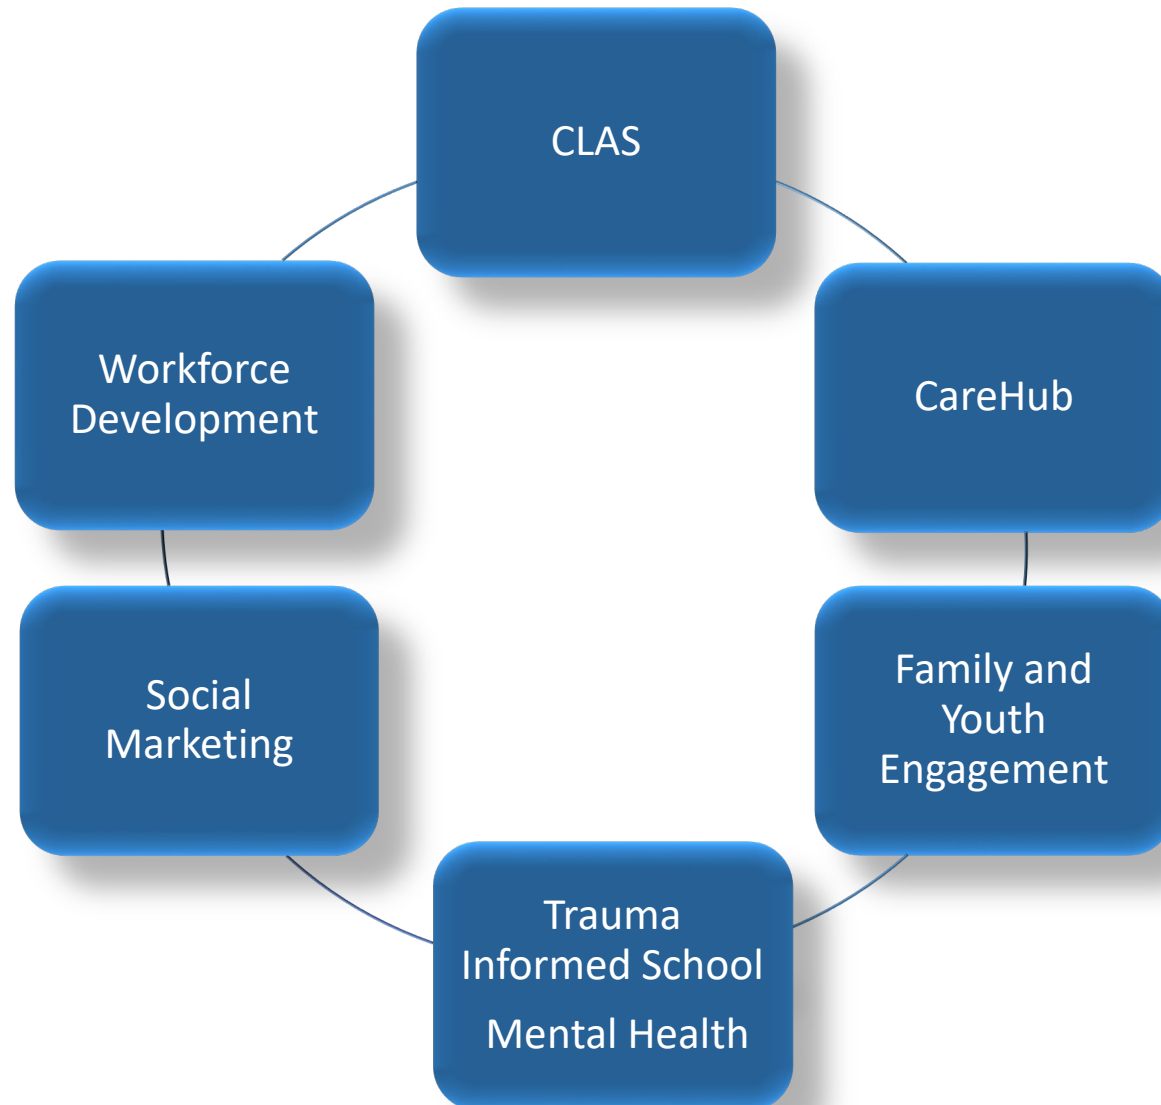 CLAS
CareHub
Family and
Youth
Engagement
Trauma
Informed School
Mental Health
Social
Marketing
Workforce
Development